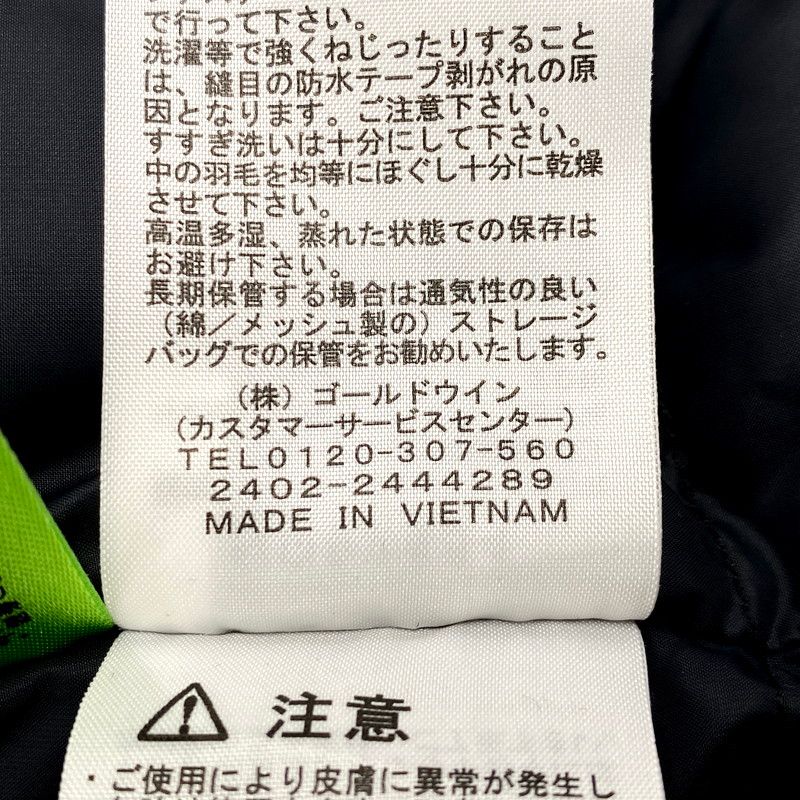 で行って下さい。
洗濯等で強くねじったりすること
は、縫目の防水テープ剥がれの原
因となります。ご注意下さい。
すすぎ洗いは十分にして下さい。
中の羽毛を均等にほぐし十分に乾燥
させて下さい。
高温多湿、蒸れた状態での保存は
お避け下さい。
長期保管する場合は通気性の良い
(綿／メッシュ製の)ストレージ
バッグでの保管をお勧めいたします。
(株)ゴールドウイン
(カスタマーサービスセンター)
TEL0120-307-560
2402-2444289
MADE IN VIETNAM
注意
・ご使用により皮膚に異常が発生し